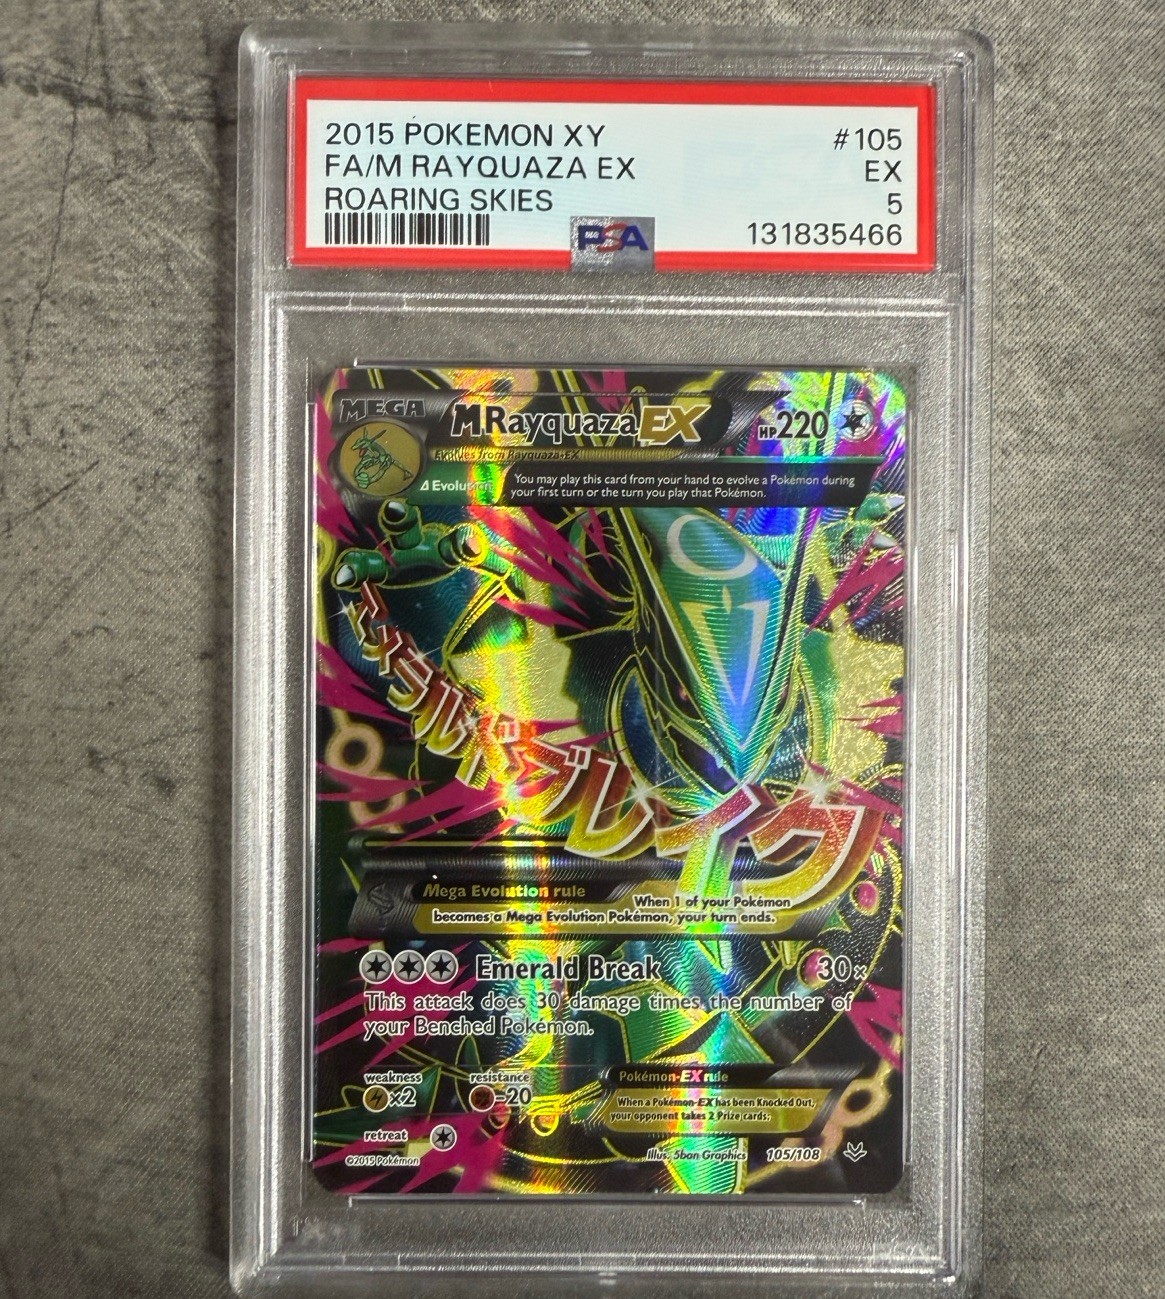 2015 POKEMON XY #105
FA/M RAYQUAZA EX EX
ROARING SKIES 5
PSA 131835466
MEGA M Rayquaza EX HP 220
Evolves from Rayquaza-EX
Δ Evolution You may play this card from your hand to evolve a Pokémon during
your first turn or the turn you play that Pokémon.
エメラルドブレイク
Mega Evolution rule When 1 of your Pokémon
becomes a Mega Evolution Pokémon, your turn ends.
Emerald Break 30×
This attack does 30 damage times the number of
your Benched Pokémon.
weakness resistance Pokémon-EX rule
×2 -20 When a Pokémon-EX has been Knocked Out,
your opponent takes 2 Prize cards.
retreat
©2015 Pokémon Illus. 5ban Graphics 105/108